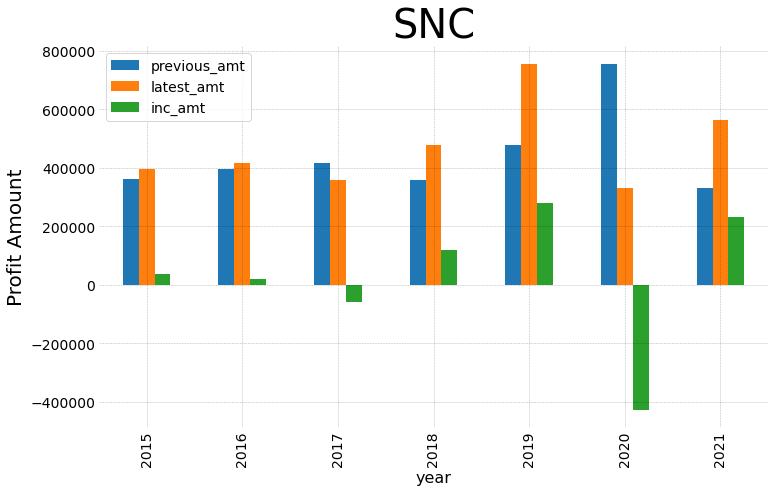 SNC
previous_amt
latest_amt
inc_amt
Profit Amount
800000
600000
400000
200000
0
−200000
−400000
2015
2016
2017
2018
2019
2020
2021
year